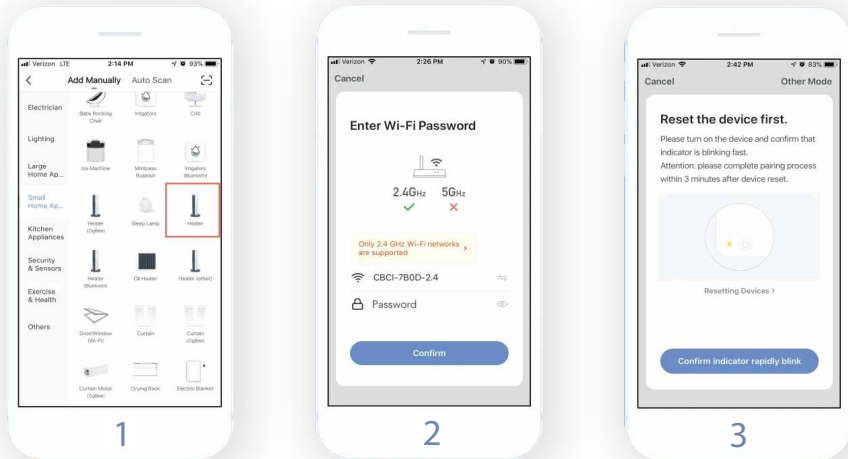 Verizon LTE 2:14 PM 93%
Add Manually Auto Scan
Electrician
Lighting
Large
Home Ap...
Small
Home Ap...
Kitchen
Appliances
Security
& Sensors
Exercise
& Health
Others
Baby Rocking
Chair
Irrigators
Crib
Ice Machine
Mintpass
Rubbish
Irrigators
(Bluetooth)
Heater
(ZigBee)
Sleep Lamp
Heater
Heater
(Bluetooth)
Oil Heater
Heater (other)
Door/Window
(Wi-Fi)
Curtain
Curtain
(ZigBee)
Curtain Motor
(ZigBee)
Drying Rack
Electric Blanket
1
Verizon 2:26 PM 90%
Cancel
Enter Wi-Fi Password
2.4GHz 5GHz
Only 2.4 GHz Wi-Fi networks
are supported
CBCI-7B0D-2.4
Password
Confirm
2
Verizon 2:42 PM 83%
Cancel Other Mode
Reset the device first.
Please turn on the device and confirm that
indicator is blinking fast.
Attention: please complete pairing process
within 3 minutes after device reset.
Resetting Devices >
Confirm indicator rapidly blink
3